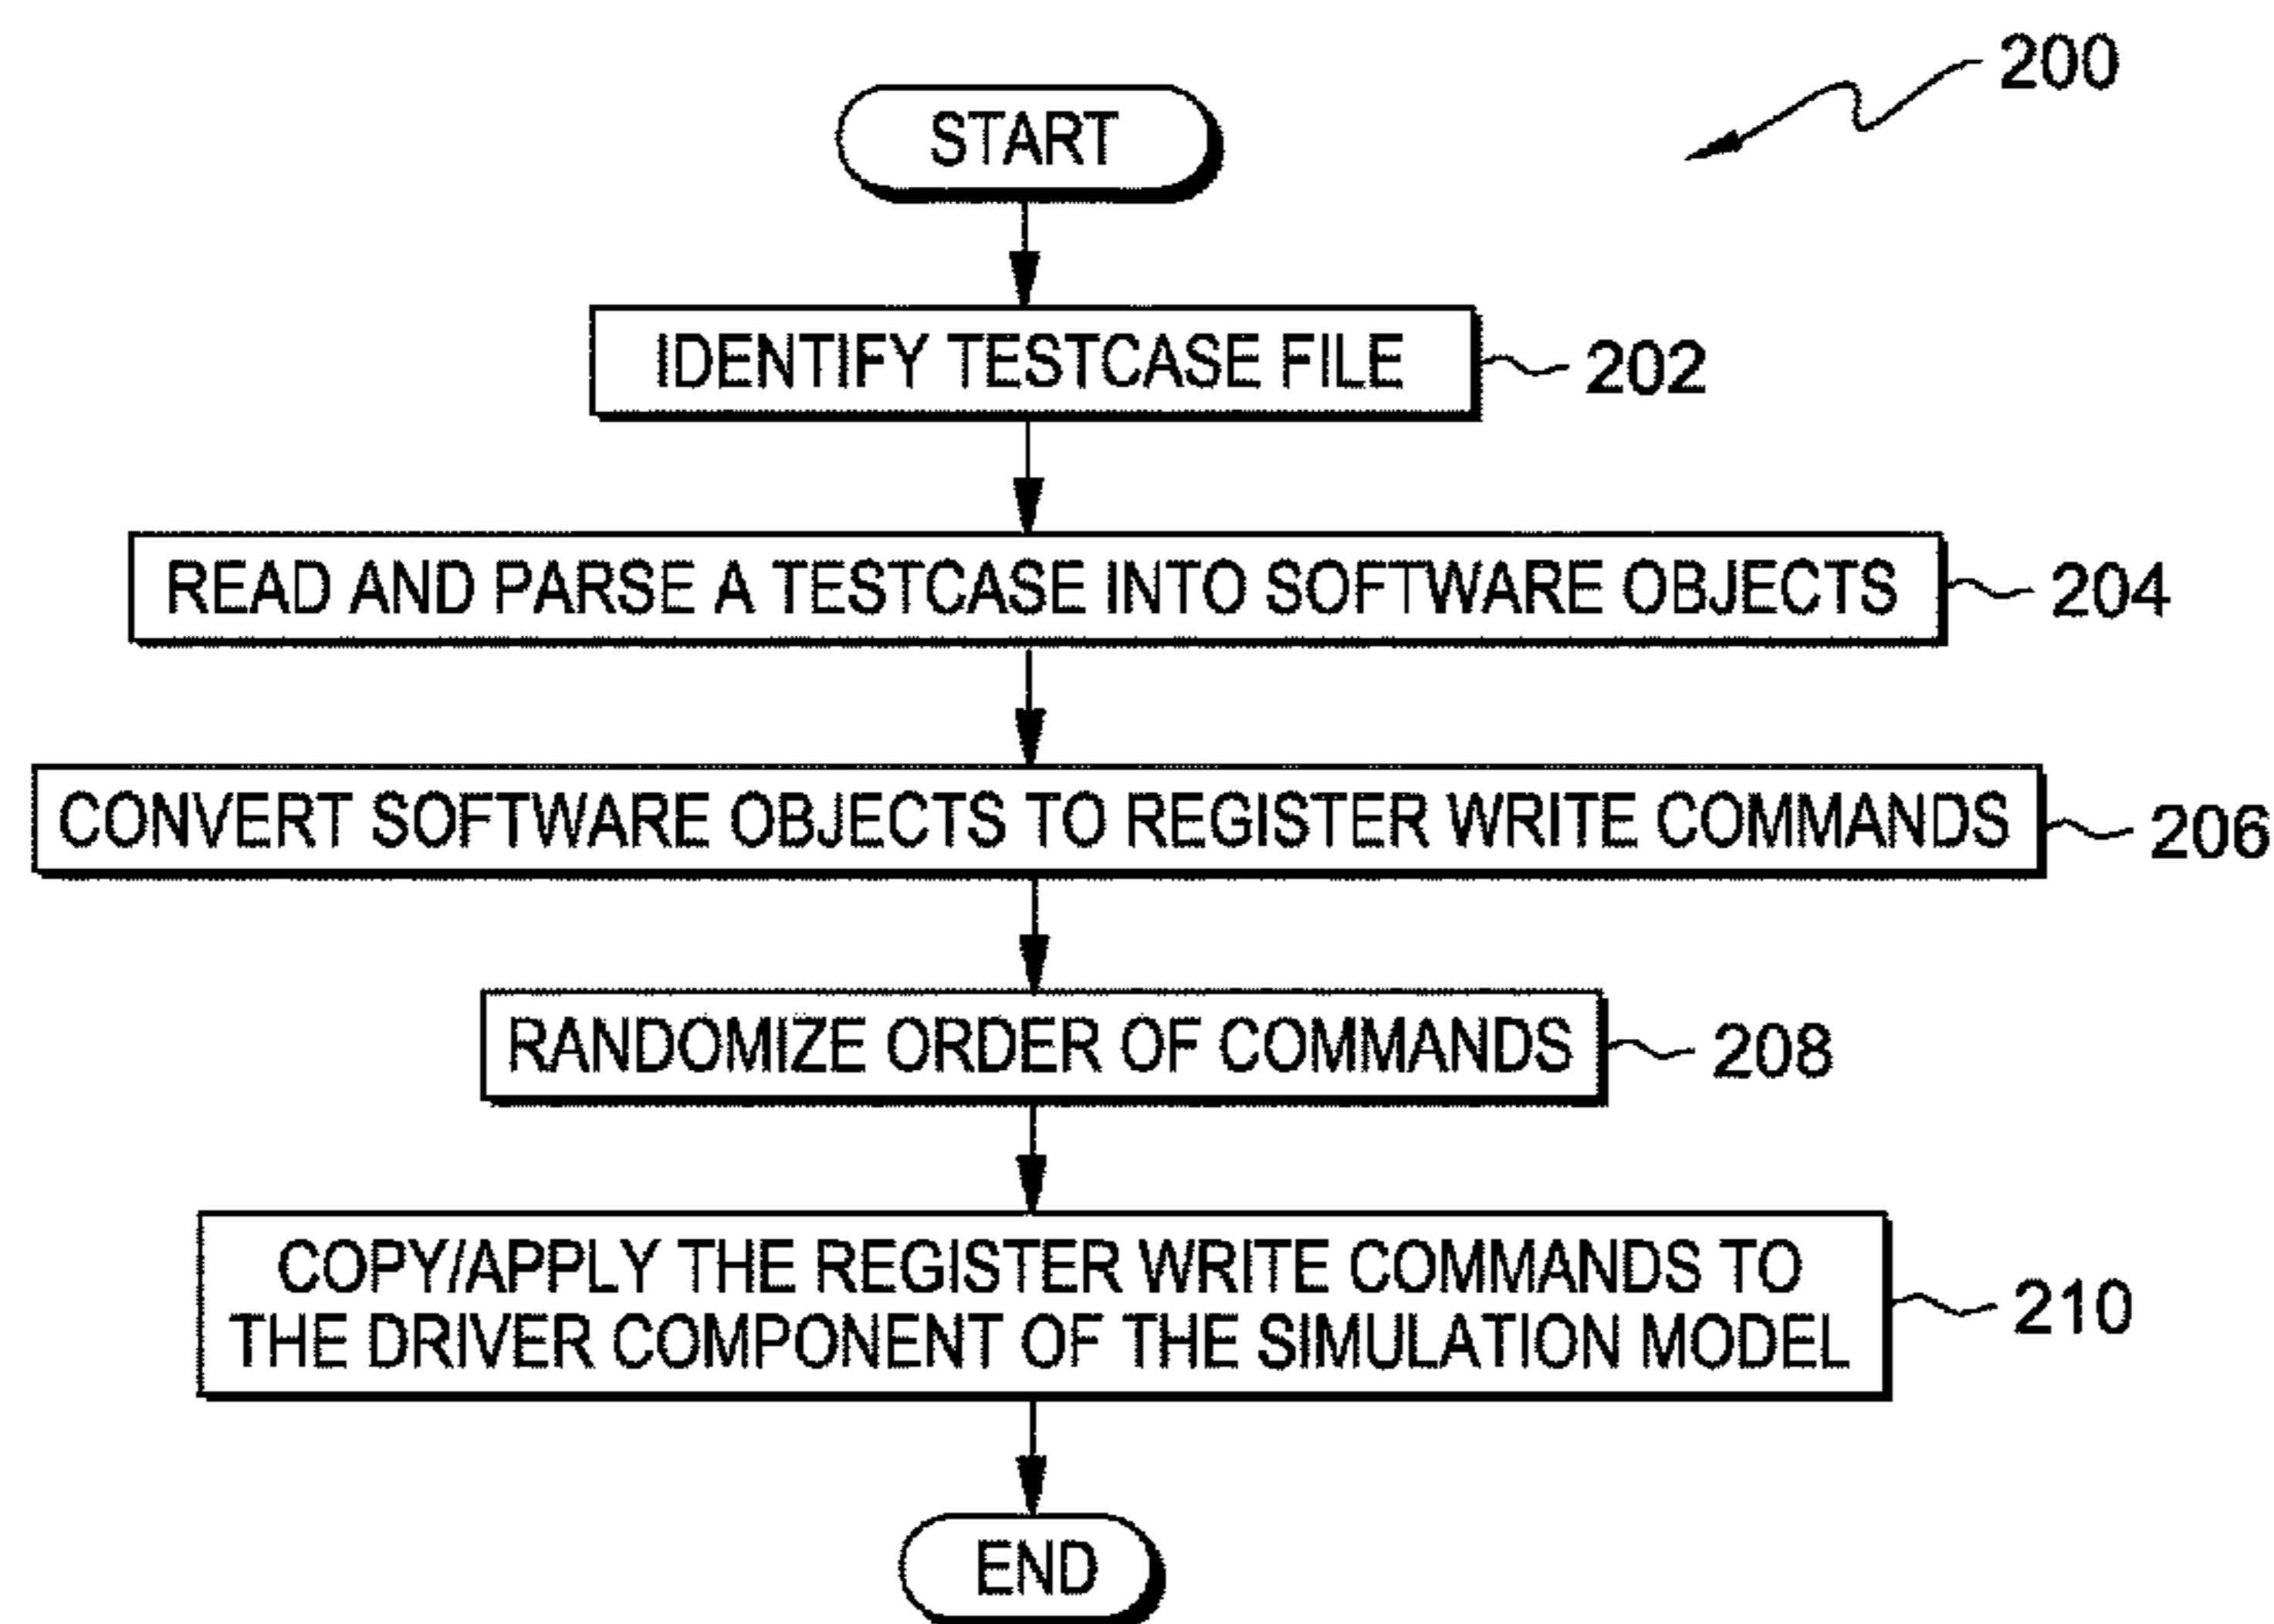 200
START
IDENTIFY TESTCASE FILE
202
READ AND PARSE A TESTCASE INTO SOFTWARE OBJECTS
204
CONVERT SOFTWARE OBJECTS TO REGISTER WRITE COMMANDS
206
RANDOMIZE ORDER OF COMMANDS
208
COPY/APPLY THE REGISTER WRITE COMMANDS TO
THE DRIVER COMPONENT OF THE SIMULATION MODEL
210
END